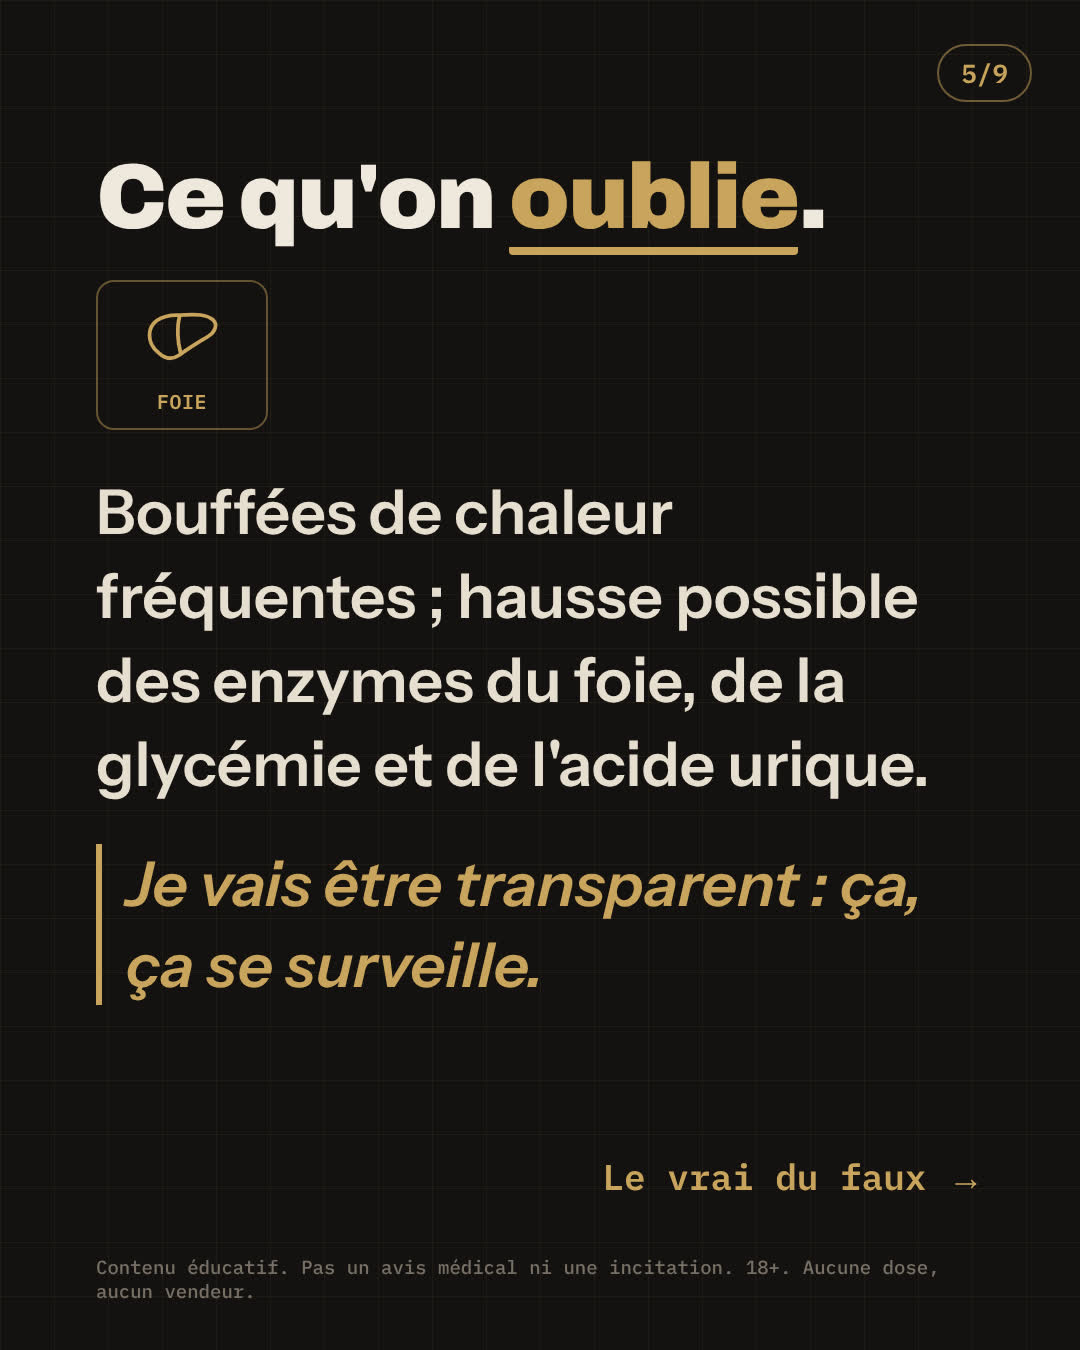 5/9
Ce qu'on oublie.
FOIE
Bouffées de chaleur
fréquentes ; hausse possible
des enzymes du foie, de la
glycémie et de l'acide urique.
Je vais être transparent : ça,
ça se surveille.
Le vrai du faux →
Contenu éducatif. Pas un avis médical ni une incitation. 18+. Aucune dose,
aucun vendeur.